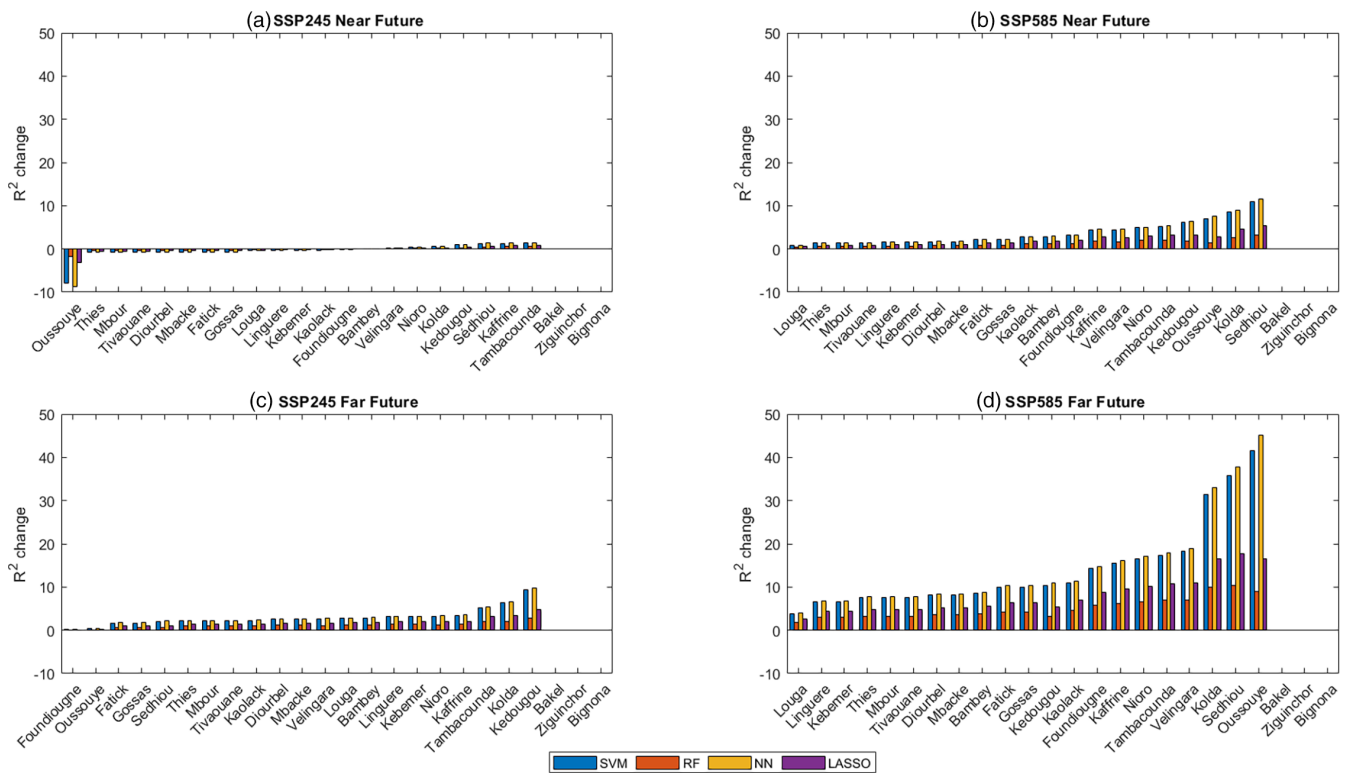 (a) SSP245 Near Future
50
40
30
20
10
0
-10
R² change
Oussouye
Thies
Mbour
Tivaouane
Diourbel
Mbacke
Fatick
Gossas
Louga
Linguere
Kebemer
Kaolack
Foundiougne
Bambey
Velingara
Nioro
Kolda
Kedougou
Sedhiou
Kaffrine
Tambacounda
Bakel
Ziguinchor
Bignona
(b) SSP585 Near Future
50
40
30
20
10
0
-10
R² change
Louga
Thies
Mbour
Tivaouane
Linguere
Kebemer
Diourbel
Mbacke
Fatick
Gossas
Kaolack
Bambey
Foundiougne
Kaffrine
Velingara
Nioro
Tambacounda
Kedougou
Oussouye
Kolda
Sedhiou
Bakel
Ziguinchor
Bignona
(c) SSP245 Far Future
50
40
30
20
10
0
-10
R² change
Foundiougne
Oussouye
Fatick
Gossas
Sedhiou
Thies
Mbour
Tivaouane
Kaolack
Diourbel
Mbacke
Velingara
Louga
Bambey
Linguere
Kebemer
Nioro
Kaffrine
Tambacounda
Kolda
Kedougou
Bakel
Ziguinchor
Bignona
(d) SSP585 Far Future
50
40
30
20
10
0
-10
R² change
Louga
Linguere
Kebemer
Thies
Mbour
Tivaouane
Diourbel
Mbacke
Bambey
Fatick
Gossas
Kedougou
Kaolack
Foundiougne
Kaffrine
Nioro
Tambacounda
Velingara
Kolda
Sedhiou
Oussouye
Bakel
Ziguinchor
Bignona
SVM RF NN LASSO